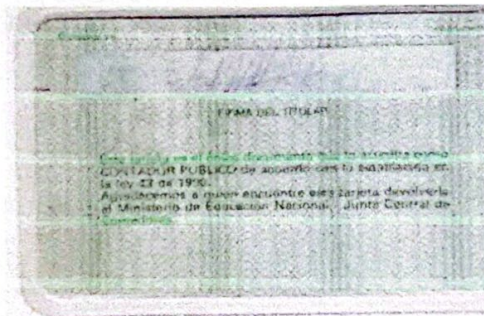 FIRMA DEL TITULAR
Esta tarjeta es el único documento que lo acredita como
CONTADOR PUBLICO de acuerdo con lo establecido en
la ley 43 de 1990.
Agradecemos a quien encuentre esta tarjeta devolverla
al Ministerio de Educación Nacional - Junta Central de
Contadores.